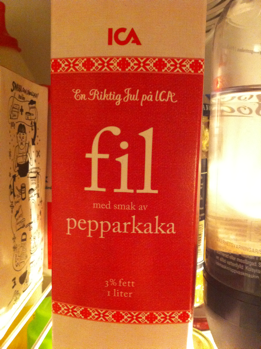 ICA
En Riktig Jul på ICA
fil
med smak av
pepparkaka
3% fett
1 liter